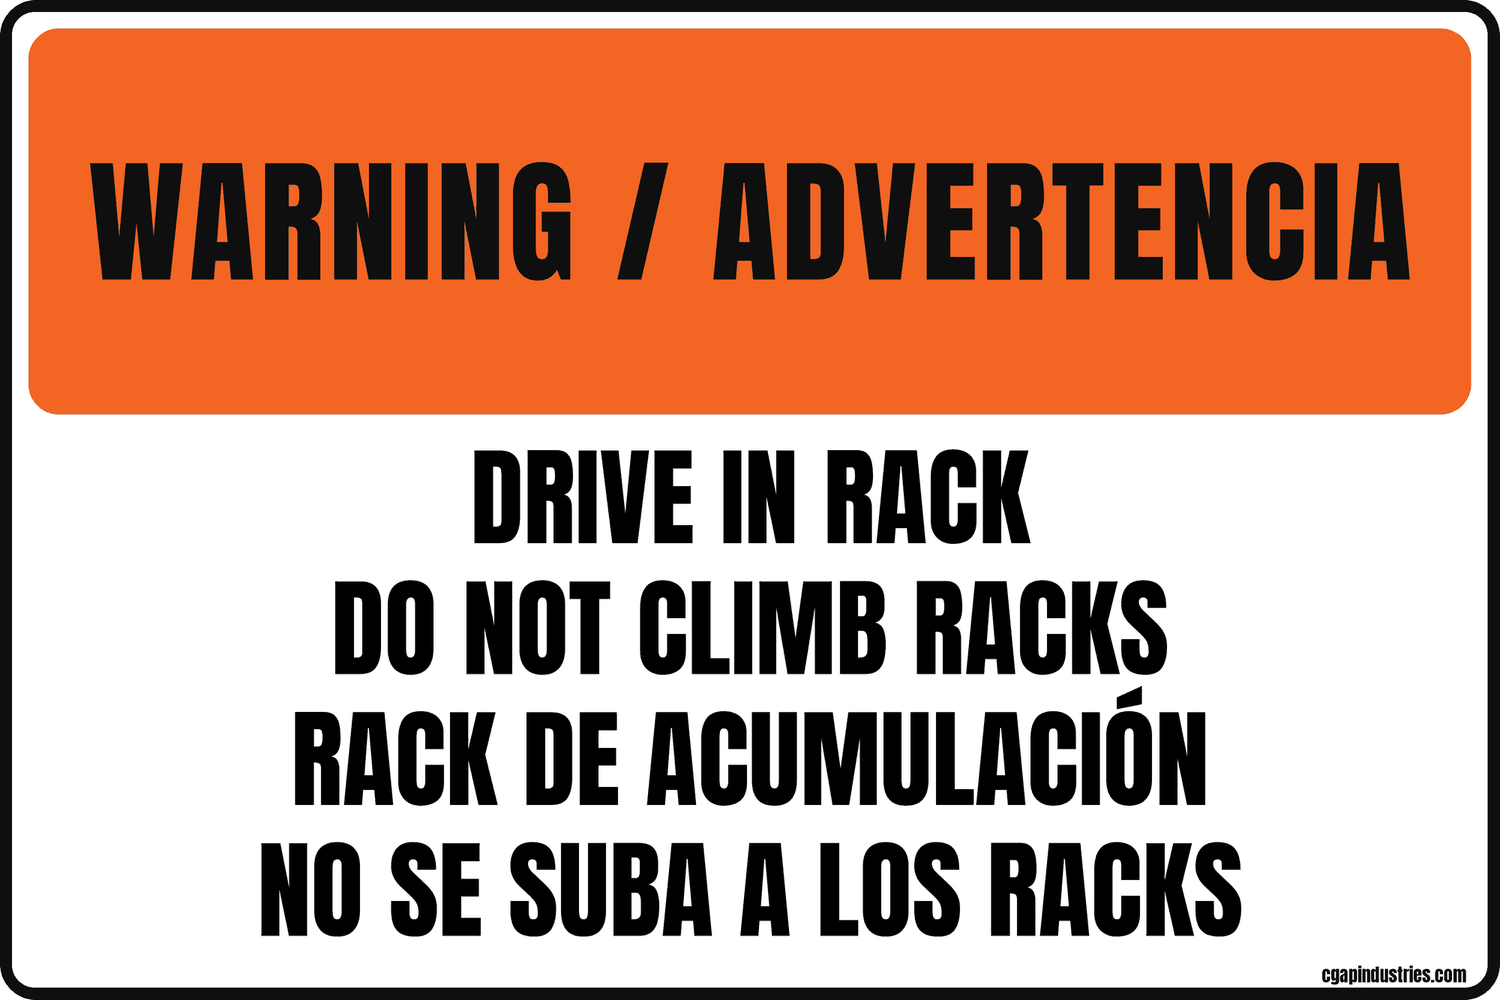 WARNING / ADVERTENCIA
DRIVE IN RACK
DO NOT CLIMB RACKS
RACK DE ACUMULACIÓN
NO SE SUBA A LOS RACKS
cgapindustries.com